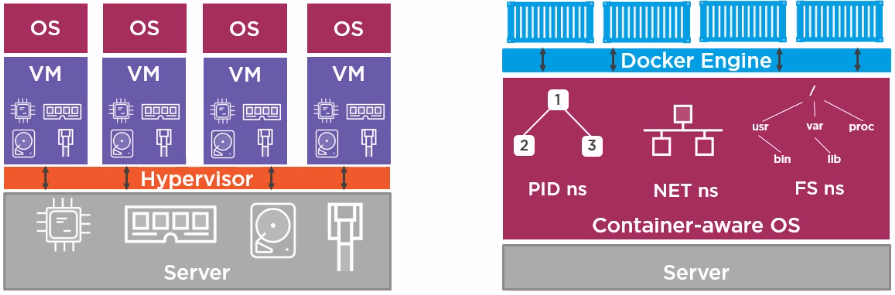 OS OS OS OS
VM VM VM VM
Hypervisor
Server
Docker Engine
/
1
usr var proc
2 3
bin lib
PID ns NET ns FS ns
Container-aware OS
Server